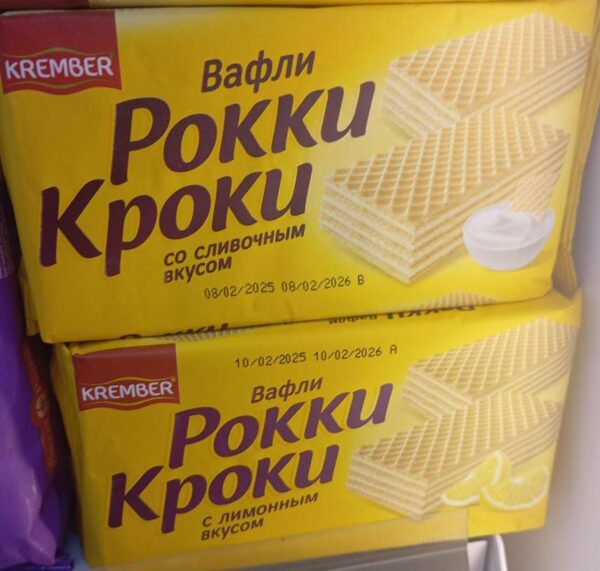 KREMBER
Вафли
Рокки
Кроки
со сливочным
вкусом
08/02/2025 08/02/2026 В
10/02/2025 10/02/2026 А
KREMBER
Вафли
Рокки
Кроки
с лимонным
вкусом